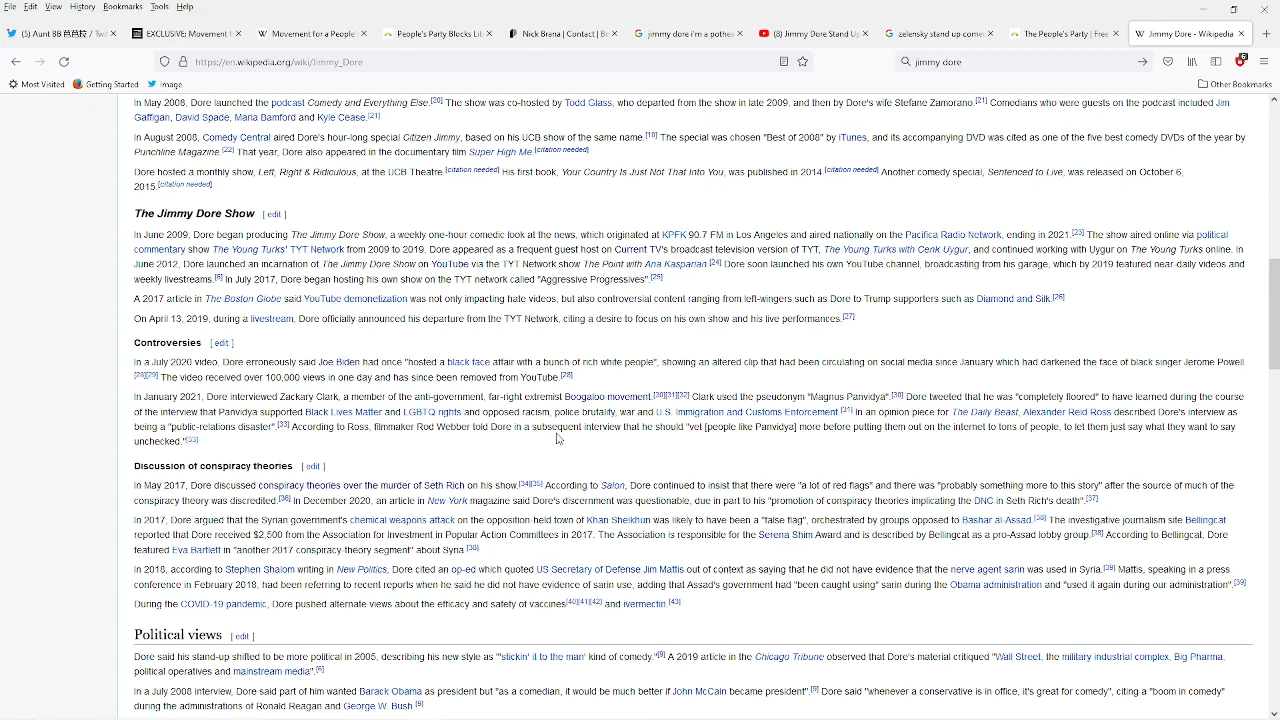 File Edit View History Bookmarks Tools Help
(5) Aunt BB 芭芭拉 / Twit EXCLUSIVE: Movement f Movement for a People' People's Party Blocks Lib Nick Brana | Contact | Bo jimmy dore i'm a pothea (8) Jimmy Dore Stand Up zelensky stand up come The People's Party | Free Jimmy Dore - Wikipedia
https://en.wikipedia.org/wiki/Jimmy_Dore jimmy dore
Most Visited Getting Started Image Other Bookmarks
In May 2008, Dore launched the podcast Comedy and Everything Else.[20] The show was co-hosted by Todd Glass, who departed from the show in late 2009, and then by Dore's wife Stefane Zamorano.[21] Comedians who were guests on the podcast included Jim
Gaffigan, David Spade, Maria Bamford and Kyle Cease.[21]
In August 2008, Comedy Central aired Dore's hour-long special Citizen Jimmy, based on his UCB show of the same name.[10] The special was chosen "Best of 2008" by iTunes, and its accompanying DVD was cited as one of the five best comedy DVDs of the year by
Punchline Magazine.[22] That year, Dore also appeared in the documentary film Super High Me.[citation needed]
Dore hosted a monthly show, Left, Right & Ridiculous, at the UCB Theatre.[citation needed] His first book, Your Country Is Just Not That Into You, was published in 2014.[citation needed] Another comedy special, Sentenced to Live, was released on October 6,
2015.[citation needed]
The Jimmy Dore Show [ edit ]
In June 2009, Dore began producing The Jimmy Dore Show, a weekly one-hour comedic look at the news, which originated at KPFK 90.7 FM in Los Angeles and aired nationally on the Pacifica Radio Network, ending in 2021.[23] The show aired online via political
commentary show The Young Turks' TYT Network from 2009 to 2019. Dore appeared as a frequent guest host on Current TV's broadcast television version of TYT, The Young Turks with Cenk Uygur, and continued working with Uygur on The Young Turks online. In
June 2012, Dore launched an incarnation of The Jimmy Dore Show on YouTube via the TYT Network show The Point with Ana Kasparian.[24] Dore soon launched his own YouTube channel, broadcasting from his garage, which by 2019 featured near-daily videos and
weekly livestreams.[6] In July 2017, Dore began hosting his own show on the TYT network called "Aggressive Progressives".[25]
A 2017 article in The Boston Globe said YouTube demonetization was not only impacting hate videos, but also controversial content ranging from left-wingers such as Dore to Trump supporters such as Diamond and Silk.[26]
On April 13, 2019, during a livestream, Dore officially announced his departure from the TYT Network, citing a desire to focus on his own show and his live performances.[27]
Controversies [ edit ]
In a July 2020 video, Dore erroneously said Joe Biden had once "hosted a black face affair with a bunch of rich white people", showing an altered clip that had been circulating on social media since January which had darkened the face of black singer Jerome Powell.
[28][29] The video received over 100,000 views in one day and has since been removed from YouTube.[28]
In January 2021, Dore interviewed Zackary Clark, a member of the anti-government, far-right extremist Boogaloo movement.[30][31][32] Clark used the pseudonym "Magnus Panvidya".[30] Dore tweeted that he was "completely floored" to have learned during the course
of the interview that Panvidya supported Black Lives Matter and LGBTQ rights and opposed racism, police brutality, war and U.S. Immigration and Customs Enforcement.[31] In an opinion piece for The Daily Beast, Alexander Reid Ross described Dore's interview as
being a "public-relations disaster".[33] According to Ross, filmmaker Rod Webber told Dore in a subsequent interview that he should "vet [people like Panvidya] more before putting them out on the internet to tons of people, to let them just say what they want to say
unchecked."[33]
Discussion of conspiracy theories [ edit ]
In May 2017, Dore discussed conspiracy theories over the murder of Seth Rich on his show.[34][35] According to Salon, Dore continued to insist that there were "a lot of red flags" and there was "probably something more to this story" after the source of much of the
conspiracy theory was discredited.[36] In December 2020, an article in New York magazine said Dore's discernment was questionable, due in part to his "promotion of conspiracy theories implicating the DNC in Seth Rich's death".[37]
In 2017, Dore argued that the Syrian government's chemical weapons attack on the opposition-held town of Khan Sheikhun was likely to have been a "false flag", orchestrated by groups opposed to Bashar al-Assad.[38] The investigative journalism site Bellingcat
reported that Dore received $2,500 from the Association for Investment in Popular Action Committees in 2017. The Association is responsible for the Serena Shim Award and is described by Bellingcat as a pro-Assad lobby group.[38] According to Bellingcat, Dore
featured Eva Bartlett in "another 2017 conspiracy-theory segment" about Syria.[38]
In 2018, according to Stephen Shalom writing in New Politics, Dore cited an op-ed which quoted US Secretary of Defense Jim Mattis out of context as saying that he did not have evidence that the nerve agent sarin was used in Syria.[39] Mattis, speaking in a press
conference in February 2018, had been referring to recent reports when he said he did not have evidence of sarin use, adding that Assad's government had "been caught using" sarin during the Obama administration and "used it again during our administration".[39]
During the COVID-19 pandemic, Dore pushed alternate views about the efficacy and safety of vaccines[40][41][42] and ivermectin.[43]
Political views [ edit ]
Dore said his stand-up shifted to be more political in 2005, describing his new style as "'stickin' it to the man' kind of comedy."[9] A 2019 article in the Chicago Tribune observed that Dore's material critiqued "Wall Street, the military industrial complex, Big Pharma,
political operatives and mainstream media".[6]
In a July 2008 interview, Dore said part of him wanted Barack Obama as president but "as a comedian, it would be much better if John McCain became president".[9] Dore said "whenever a conservative is in office, it's great for comedy", citing a "boom in comedy"
during the administrations of Ronald Reagan and George W. Bush.[9]